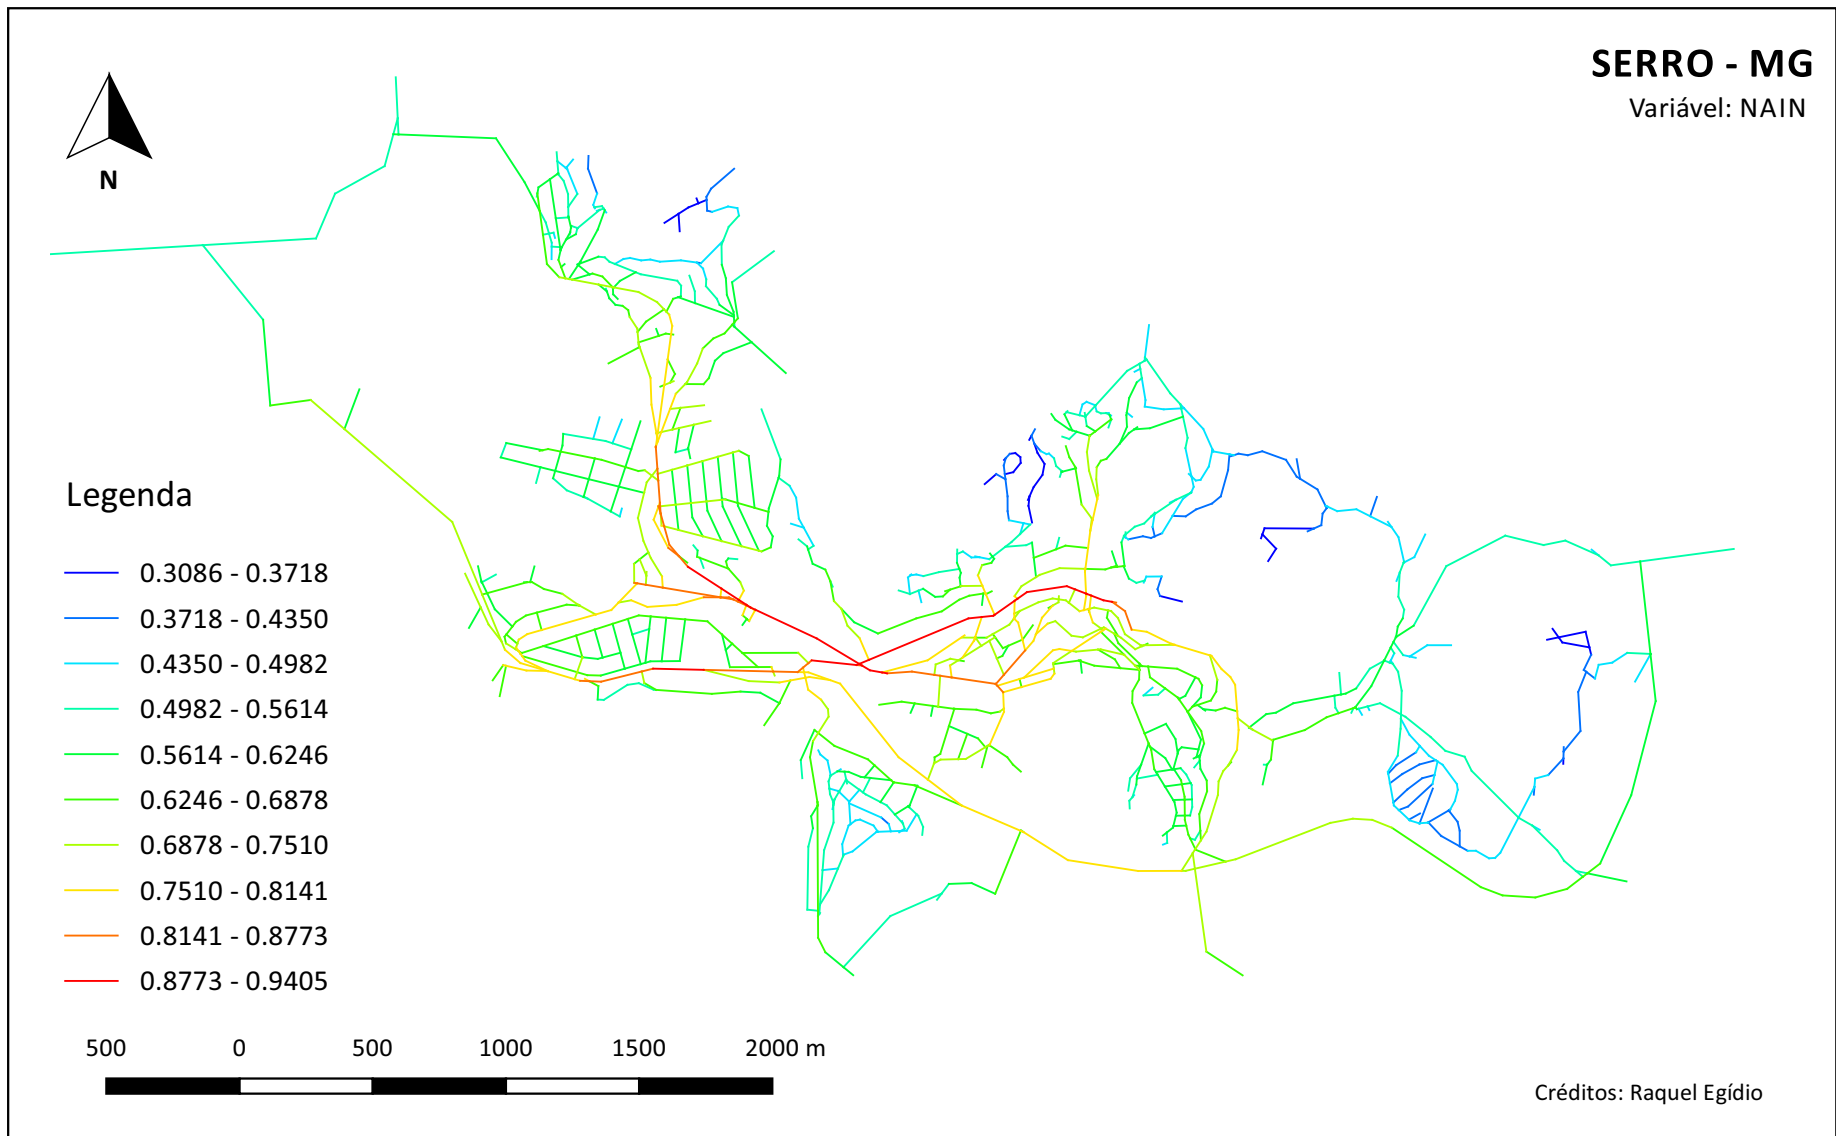 SERRO - MG
Variável: NAIN
N
Legenda
0.3086 - 0.3718
0.3718 - 0.4350
0.4350 - 0.4982
0.4982 - 0.5614
0.5614 - 0.6246
0.6246 - 0.6878
0.6878 - 0.7510
0.7510 - 0.8141
0.8141 - 0.8773
0.8773 - 0.9405
500 0 500 1000 1500 2000 m
Créditos: Raquel Egídio